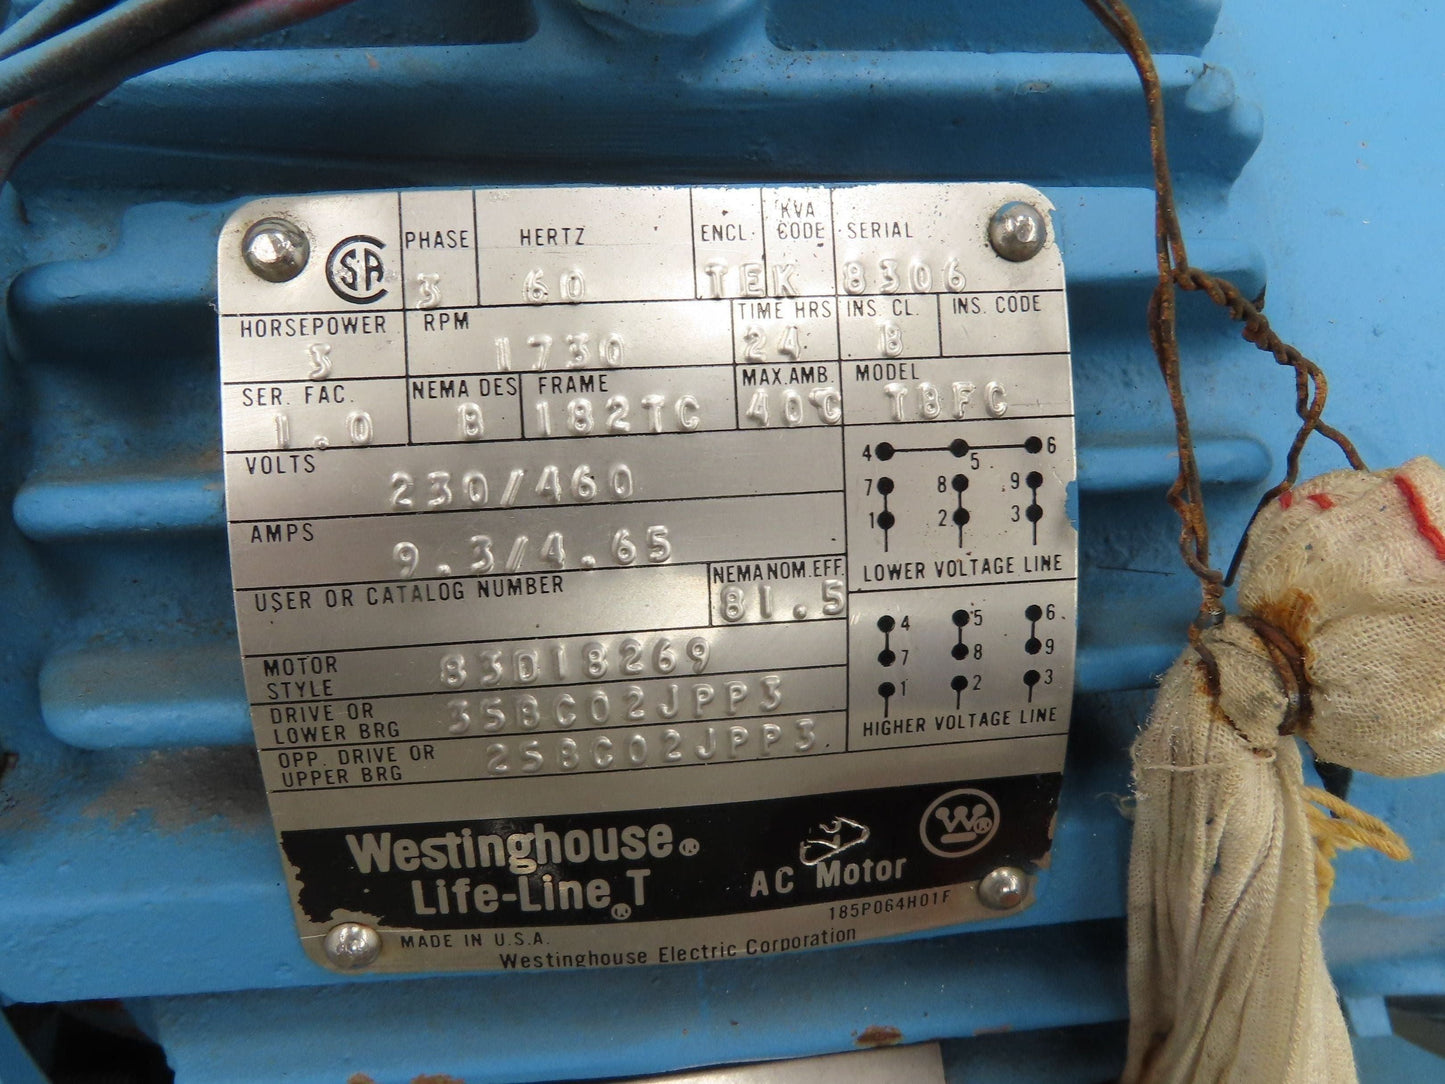 CSA
PHASE 3
HERTZ 60
ENCL. TE
KVA CODE K
SERIAL 8306
HORSEPOWER 3
RPM 1730
TIME HRS 24
INS. CL. B
INS. CODE
SER. FAC. 1.0
NEMA DES B
FRAME 182TC
MAX. AMB. 40C
MODEL TBFC
VOLTS 230/460
AMPS 9.3/4.65
USER OR CATALOG NUMBER
NEMA NOM. EFF. 81.5
MOTOR STYLE 83D18269
DRIVE OR LOWER BRG 35BC02JPP3
OPP. DRIVE OR UPPER BRG 25BC02JPP3
4 5 6
7 8 9
1 2 3
LOWER VOLTAGE LINE
4 5 6
7 8 9
1 2 3
HIGHER VOLTAGE LINE
Westinghouse®
Life-Line® T
AC Motor
W®
185P064H01F
MADE IN U.S.A.
Westinghouse Electric Corporation